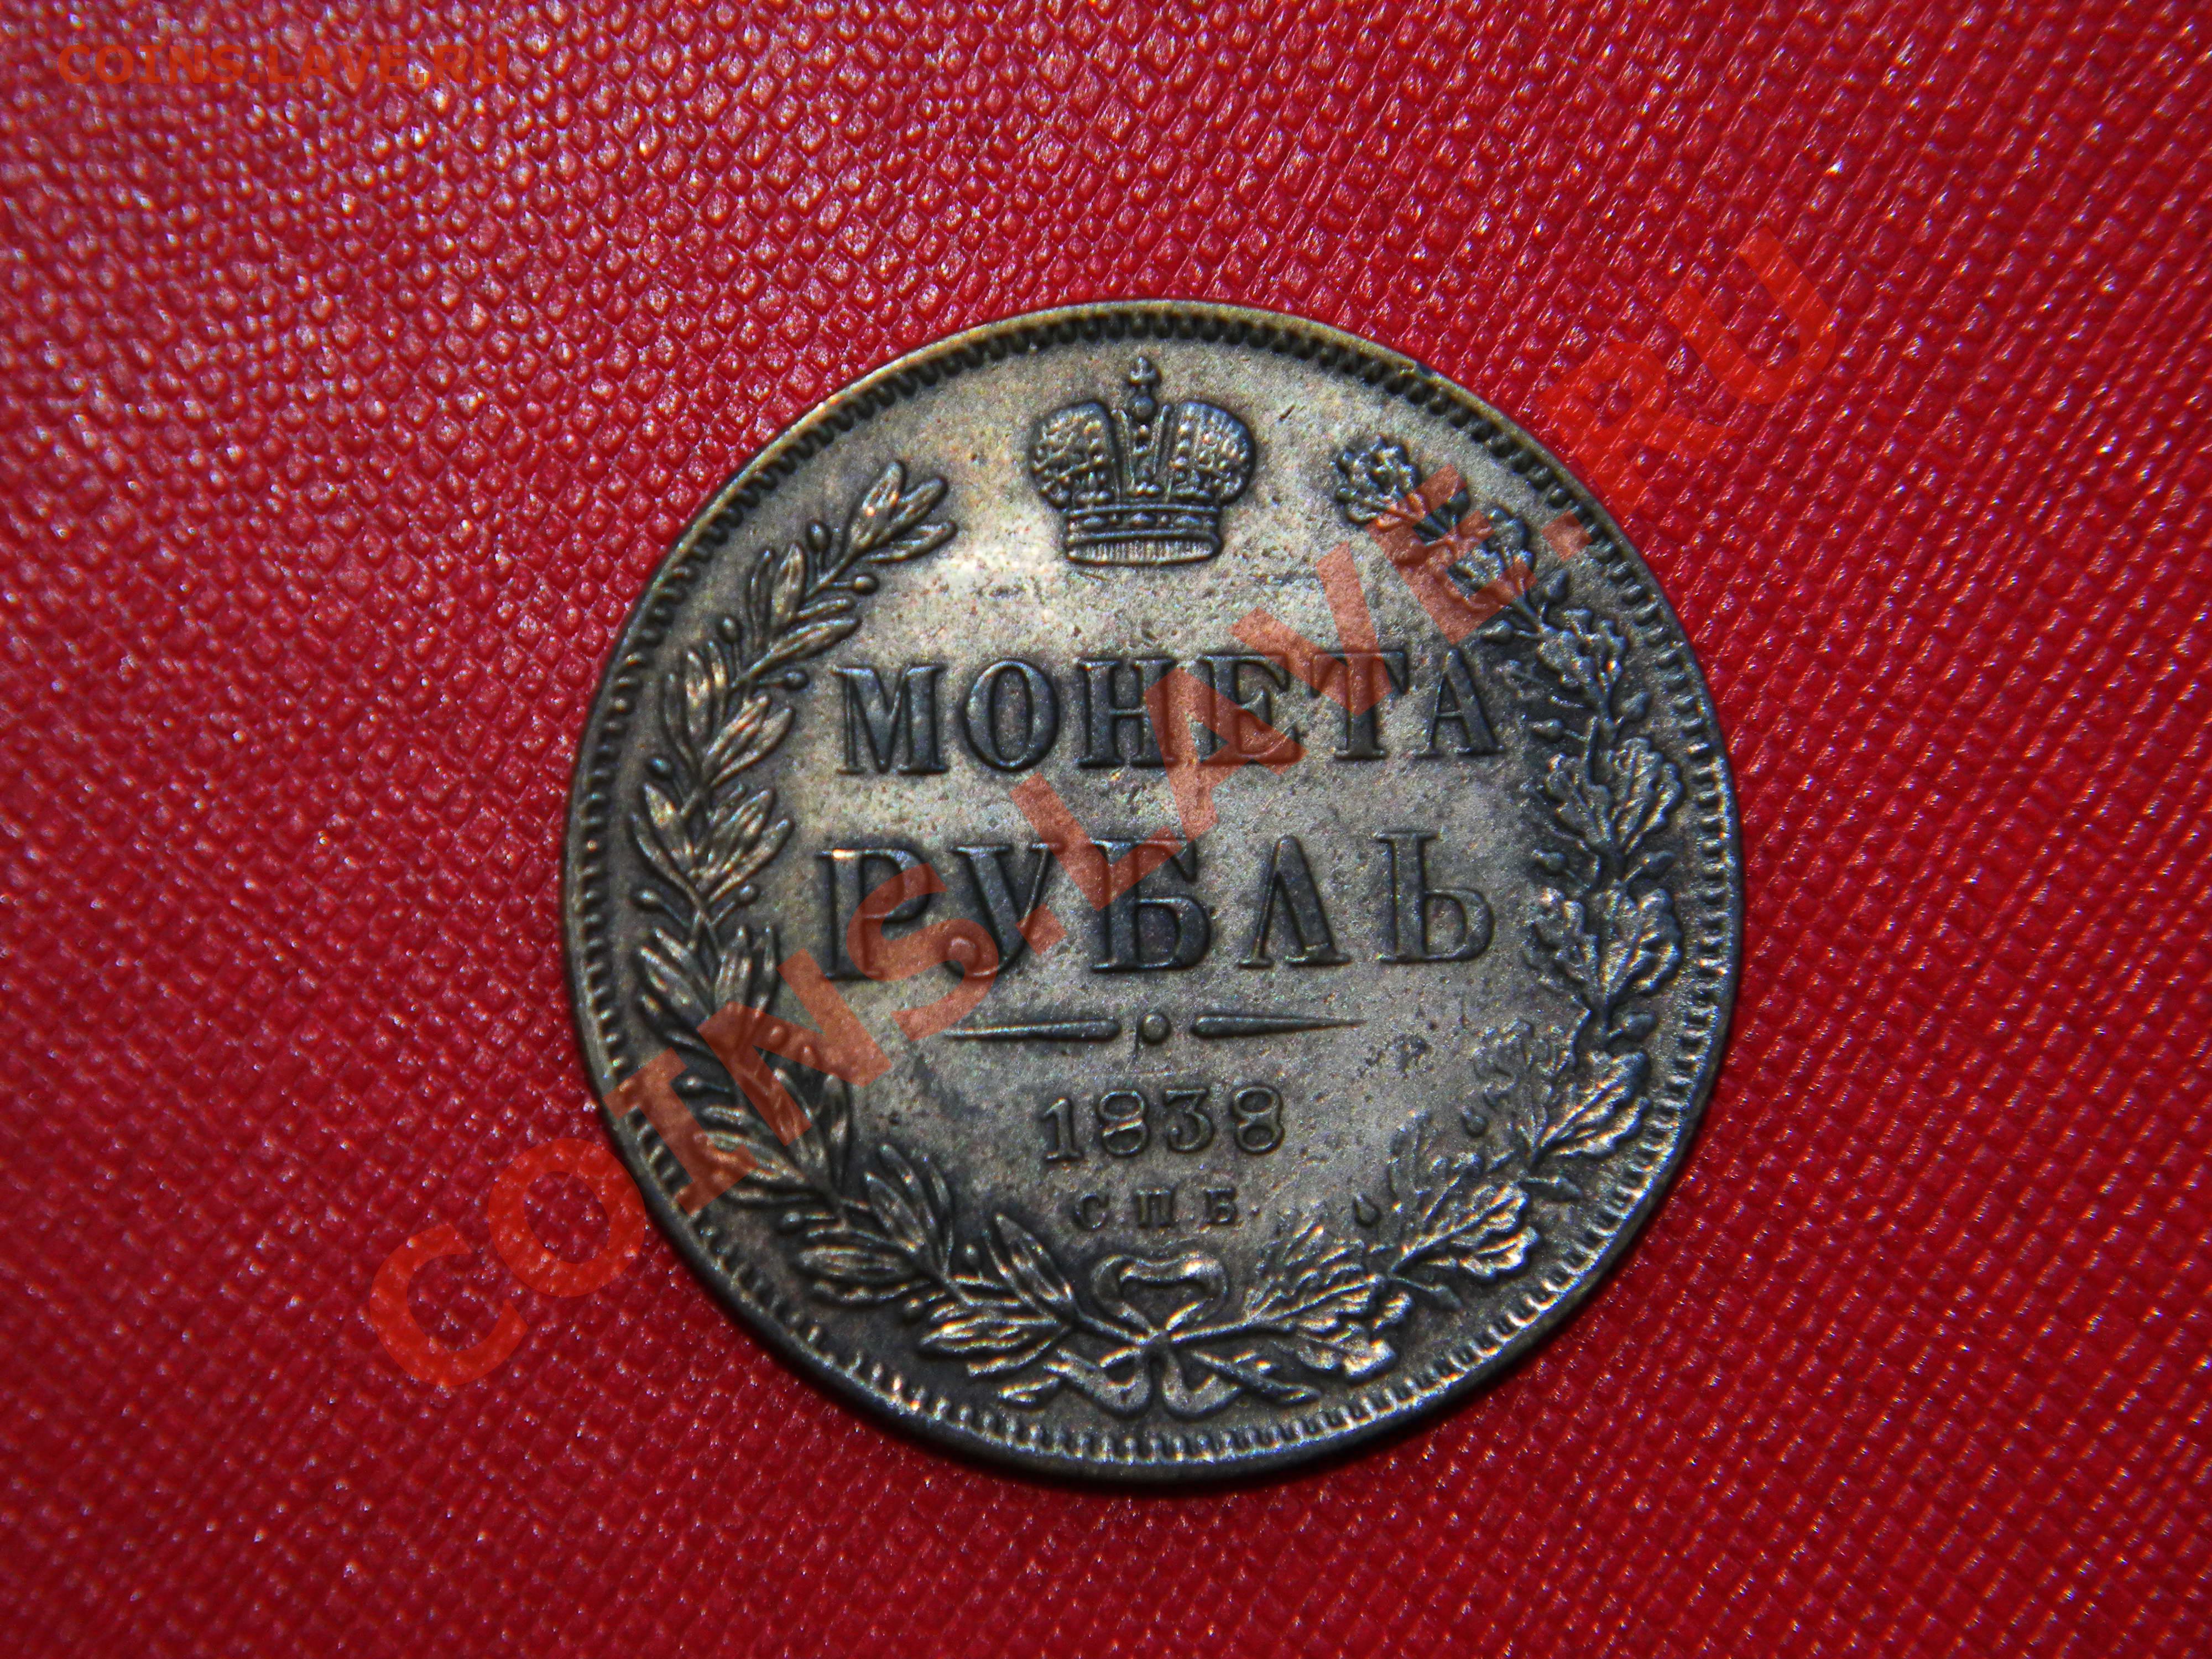 COINS.LAVE.RU
МОНЕТА
РУБЛЬ
1838
СПБ
COINS.LAVE.RU